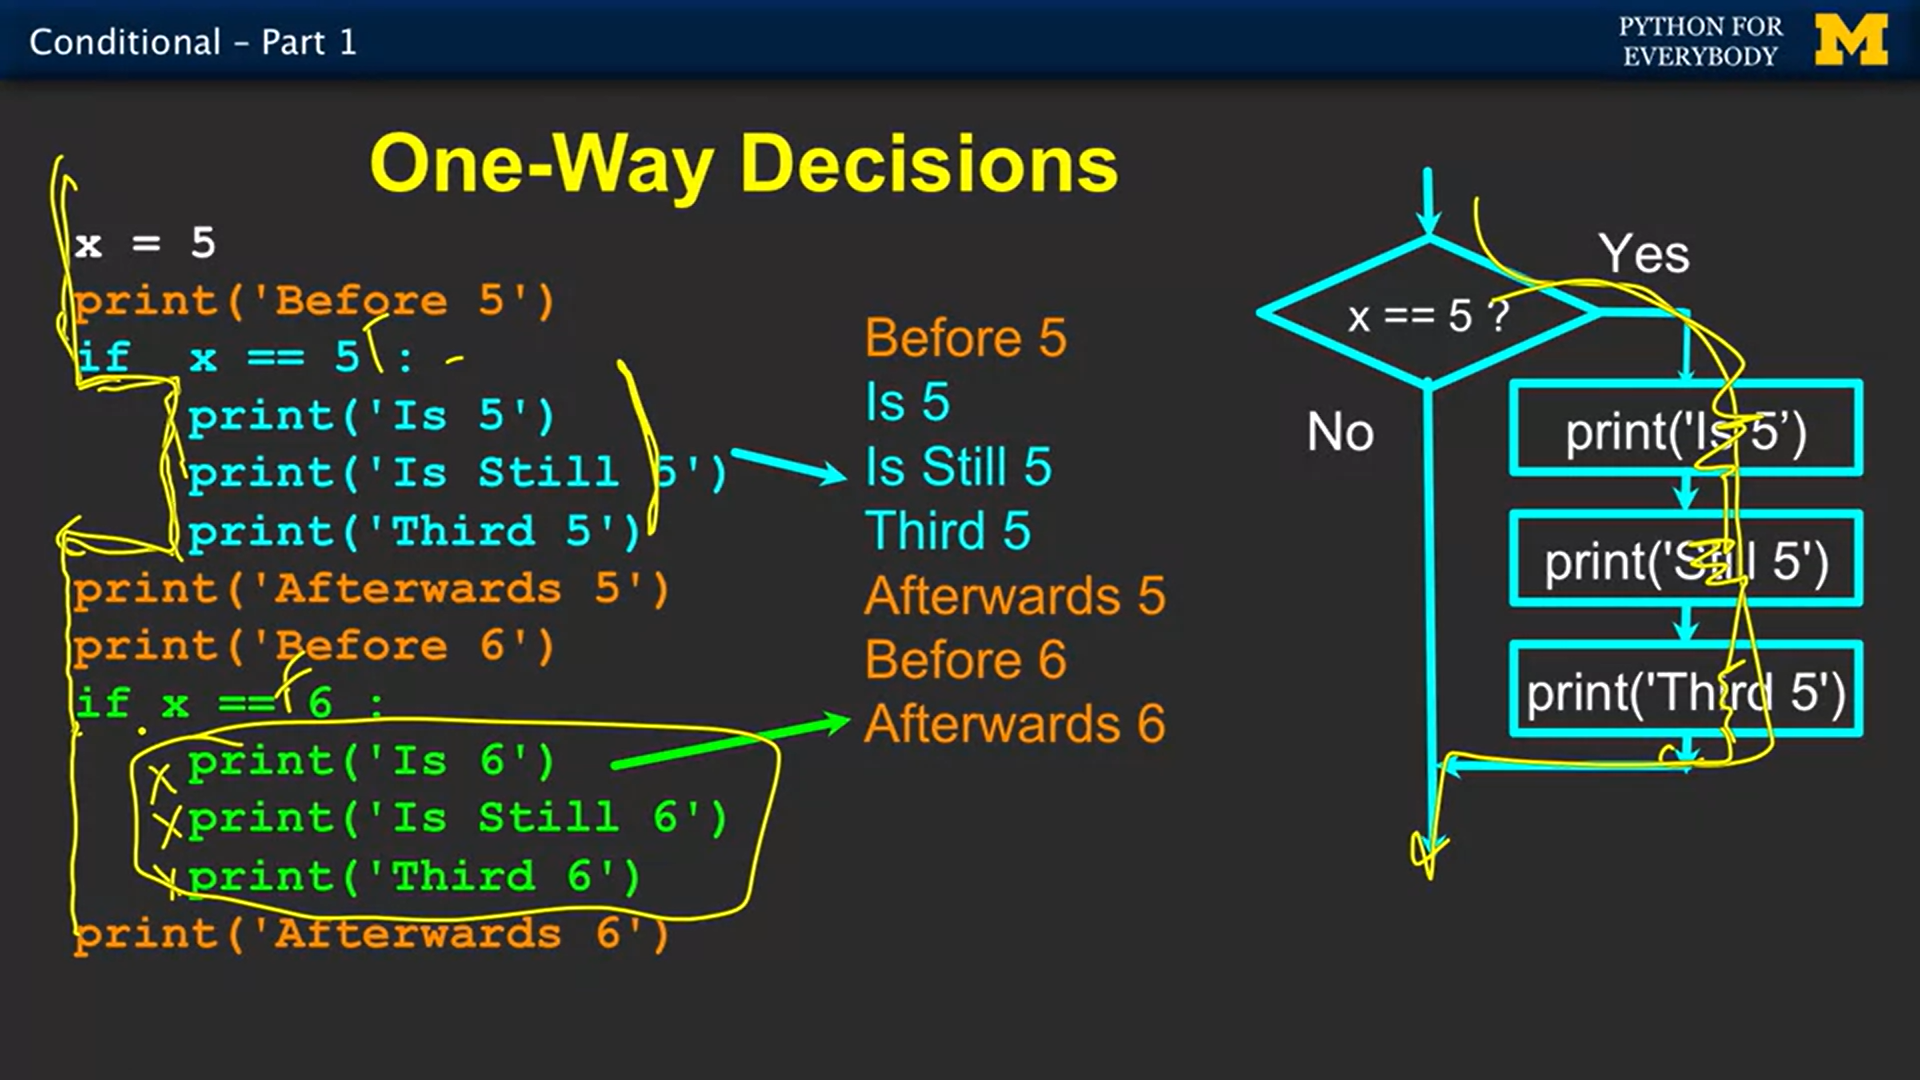 Conditional – Part 1
PYTHON FOR
EVERYBODY
M
One-Way Decisions
x = 5
print('Before 5')
if  x == 5 :
    print('Is 5')
    print('Is Still 5')
    print('Third 5')
print('Afterwards 5')
print('Before 6')
if x == 6 :
    print('Is 6')
    print('Is Still 6')
    print('Third 6')
print('Afterwards 6')
Before 5
Is 5
Is Still 5
Third 5
Afterwards 5
Before 6
Afterwards 6
x == 5 ?
Yes
No
print('Is 5’)
print('Still 5')
print('Third 5')